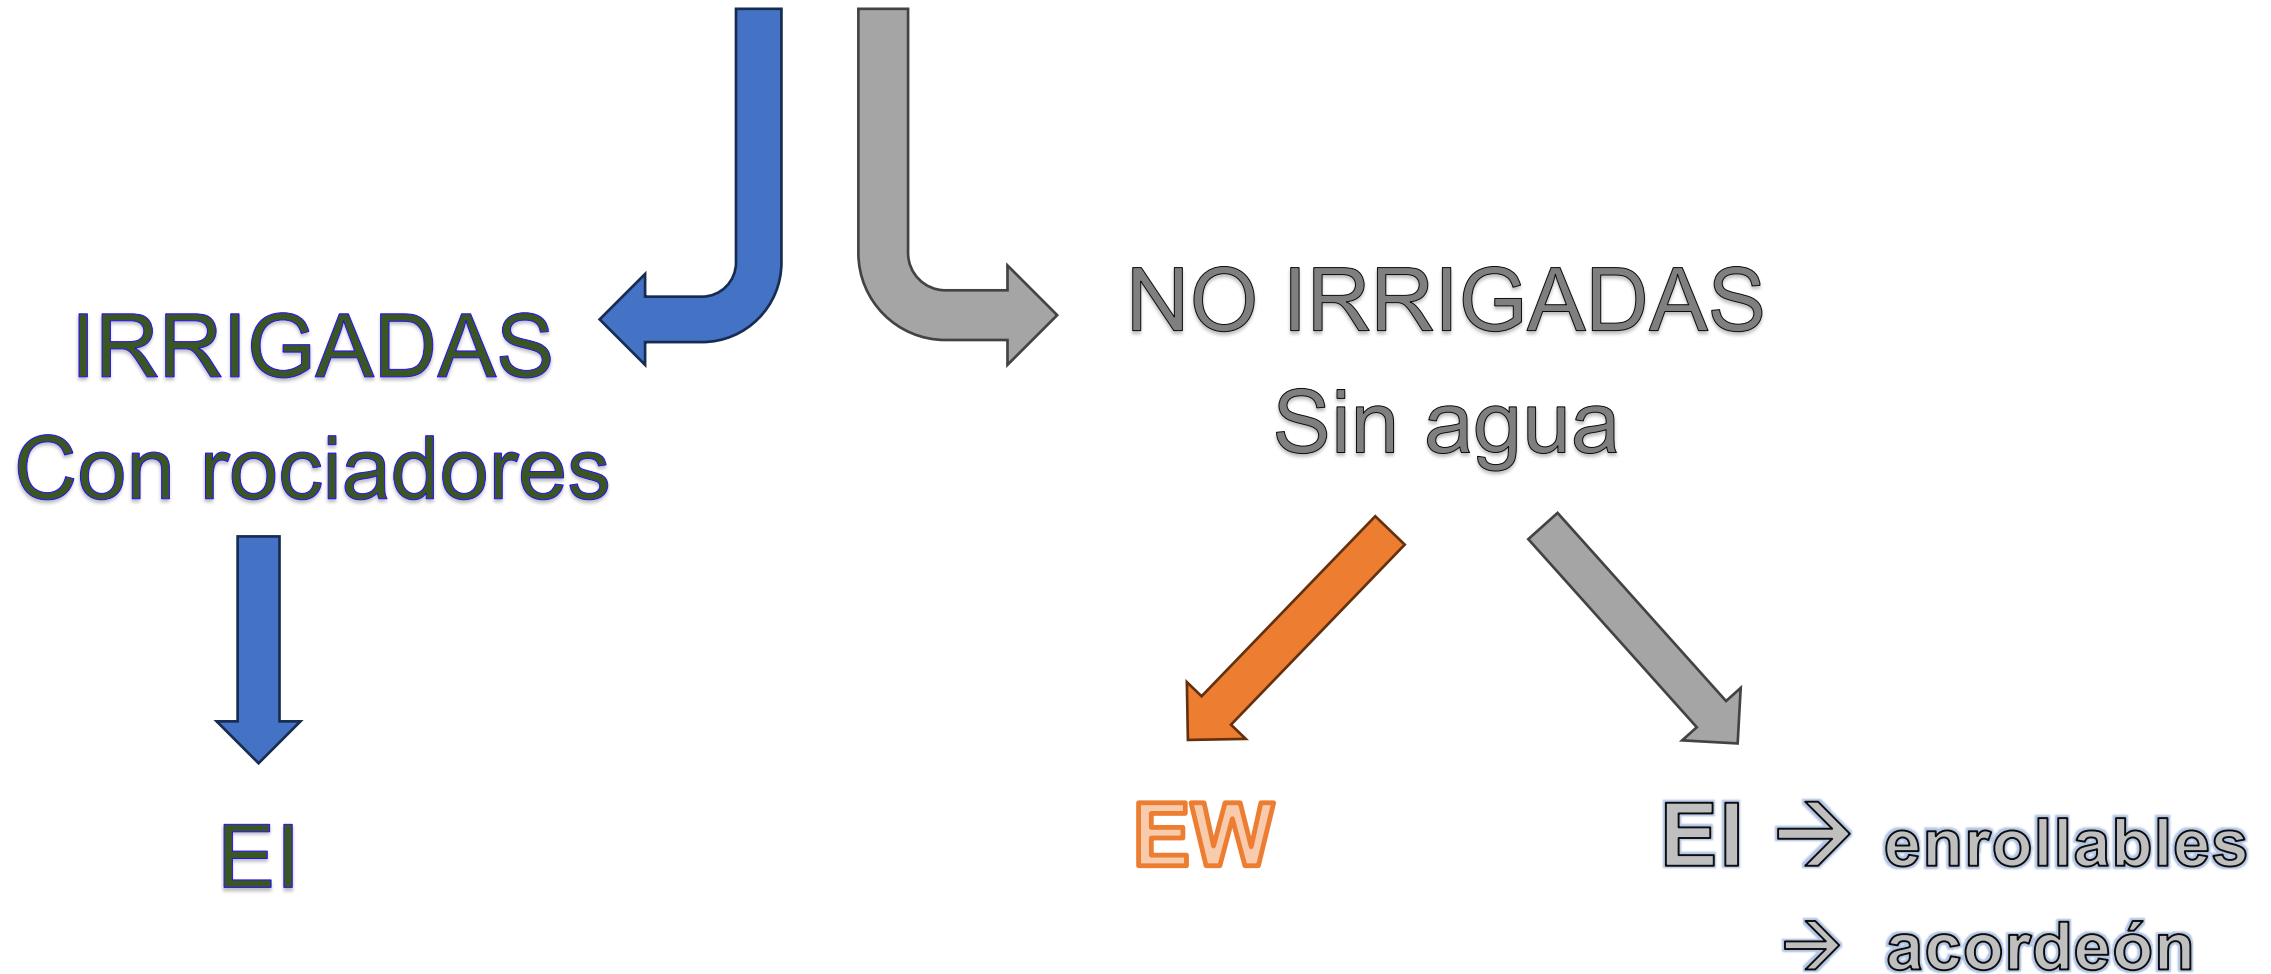 IRRIGADAS
Con rociadores
EI
NO IRRIGADAS
Sin agua
EW
EI → enrollables
→ acordeón